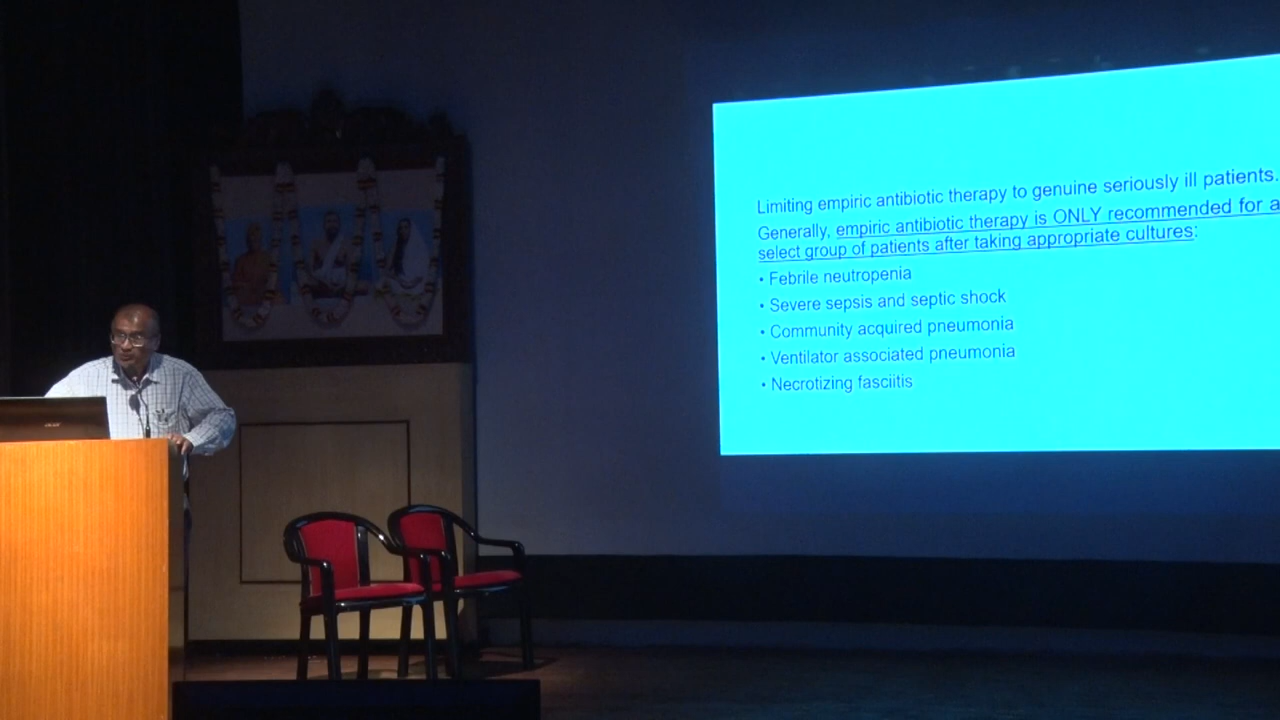 Limiting empiric antibiotic therapy to genuine seriously ill patients.
Generally, empiric antibiotic therapy is ONLY recommended for a
select group of patients after taking appropriate cultures:
• Febrile neutropenia
• Severe sepsis and septic shock
• Community acquired pneumonia
• Ventilator associated pneumonia
• Necrotizing fasciitis
acer